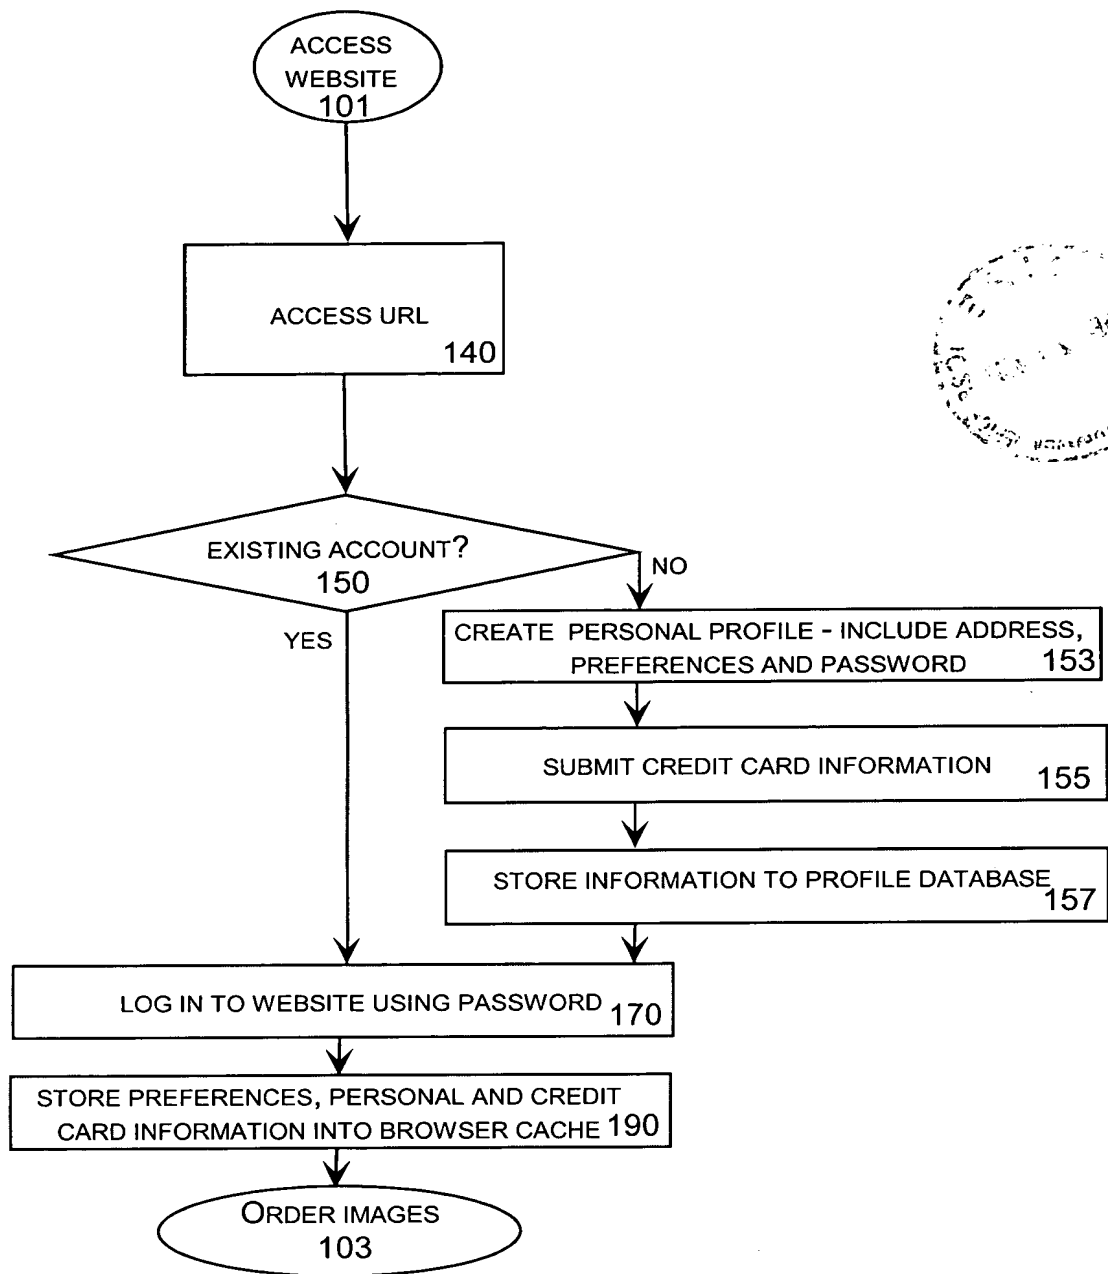 ACCESS
WEBSITE
101
ACCESS URL
140
EXISTING ACCOUNT?
150
NO
YES
CREATE PERSONAL PROFILE - INCLUDE ADDRESS,
PREFERENCES AND PASSWORD 153
SUBMIT CREDIT CARD INFORMATION 155
STORE INFORMATION TO PROFILE DATABASE 157
LOG IN TO WEBSITE USING PASSWORD 170
STORE PREFERENCES, PERSONAL AND CREDIT
CARD INFORMATION INTO BROWSER CACHE 190
ORDER IMAGES
103